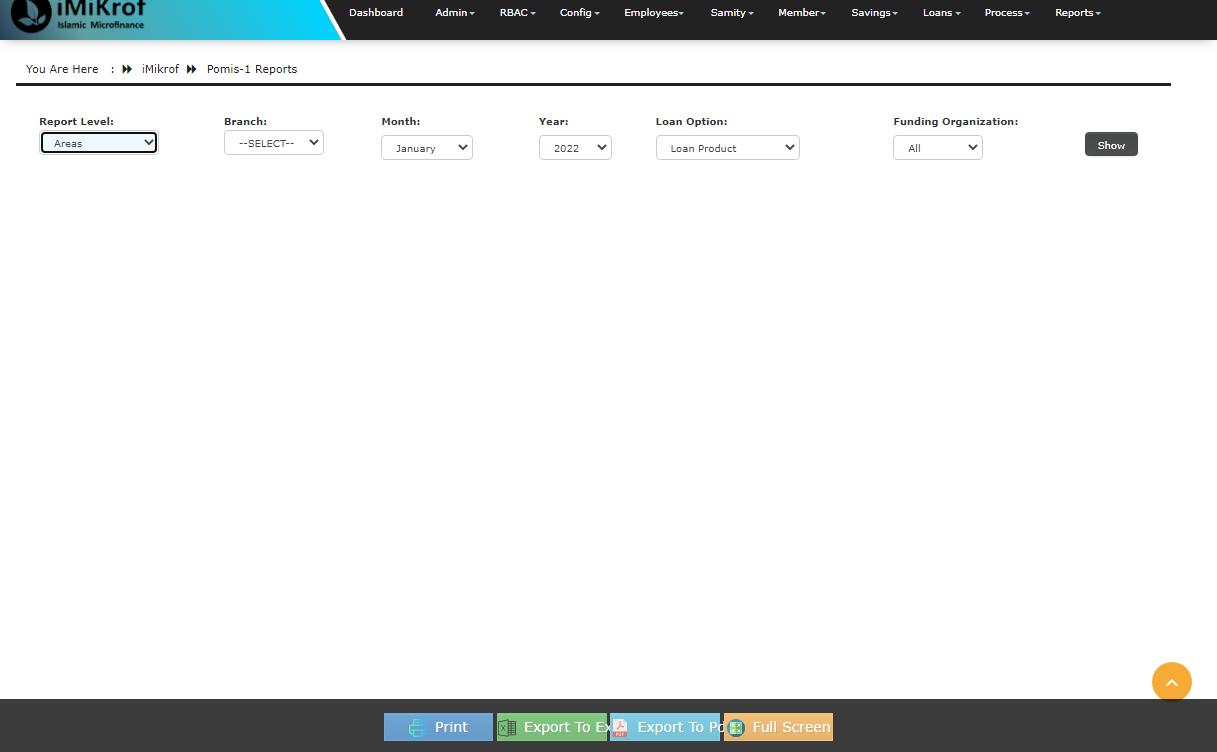 iMiKrof
Islamic Microfinance
Dashboard Admin RBAC Config Employees Samity Member Savings Loans Process Reports
You Are Here : iMikrof Pomis-1 Reports
Report Level: Branch: Month: Year: Loan Option: Funding Organization:
Areas --SELECT-- January 2022 Loan Product All Show
Print Export To Ex Export To Pd Full Screen